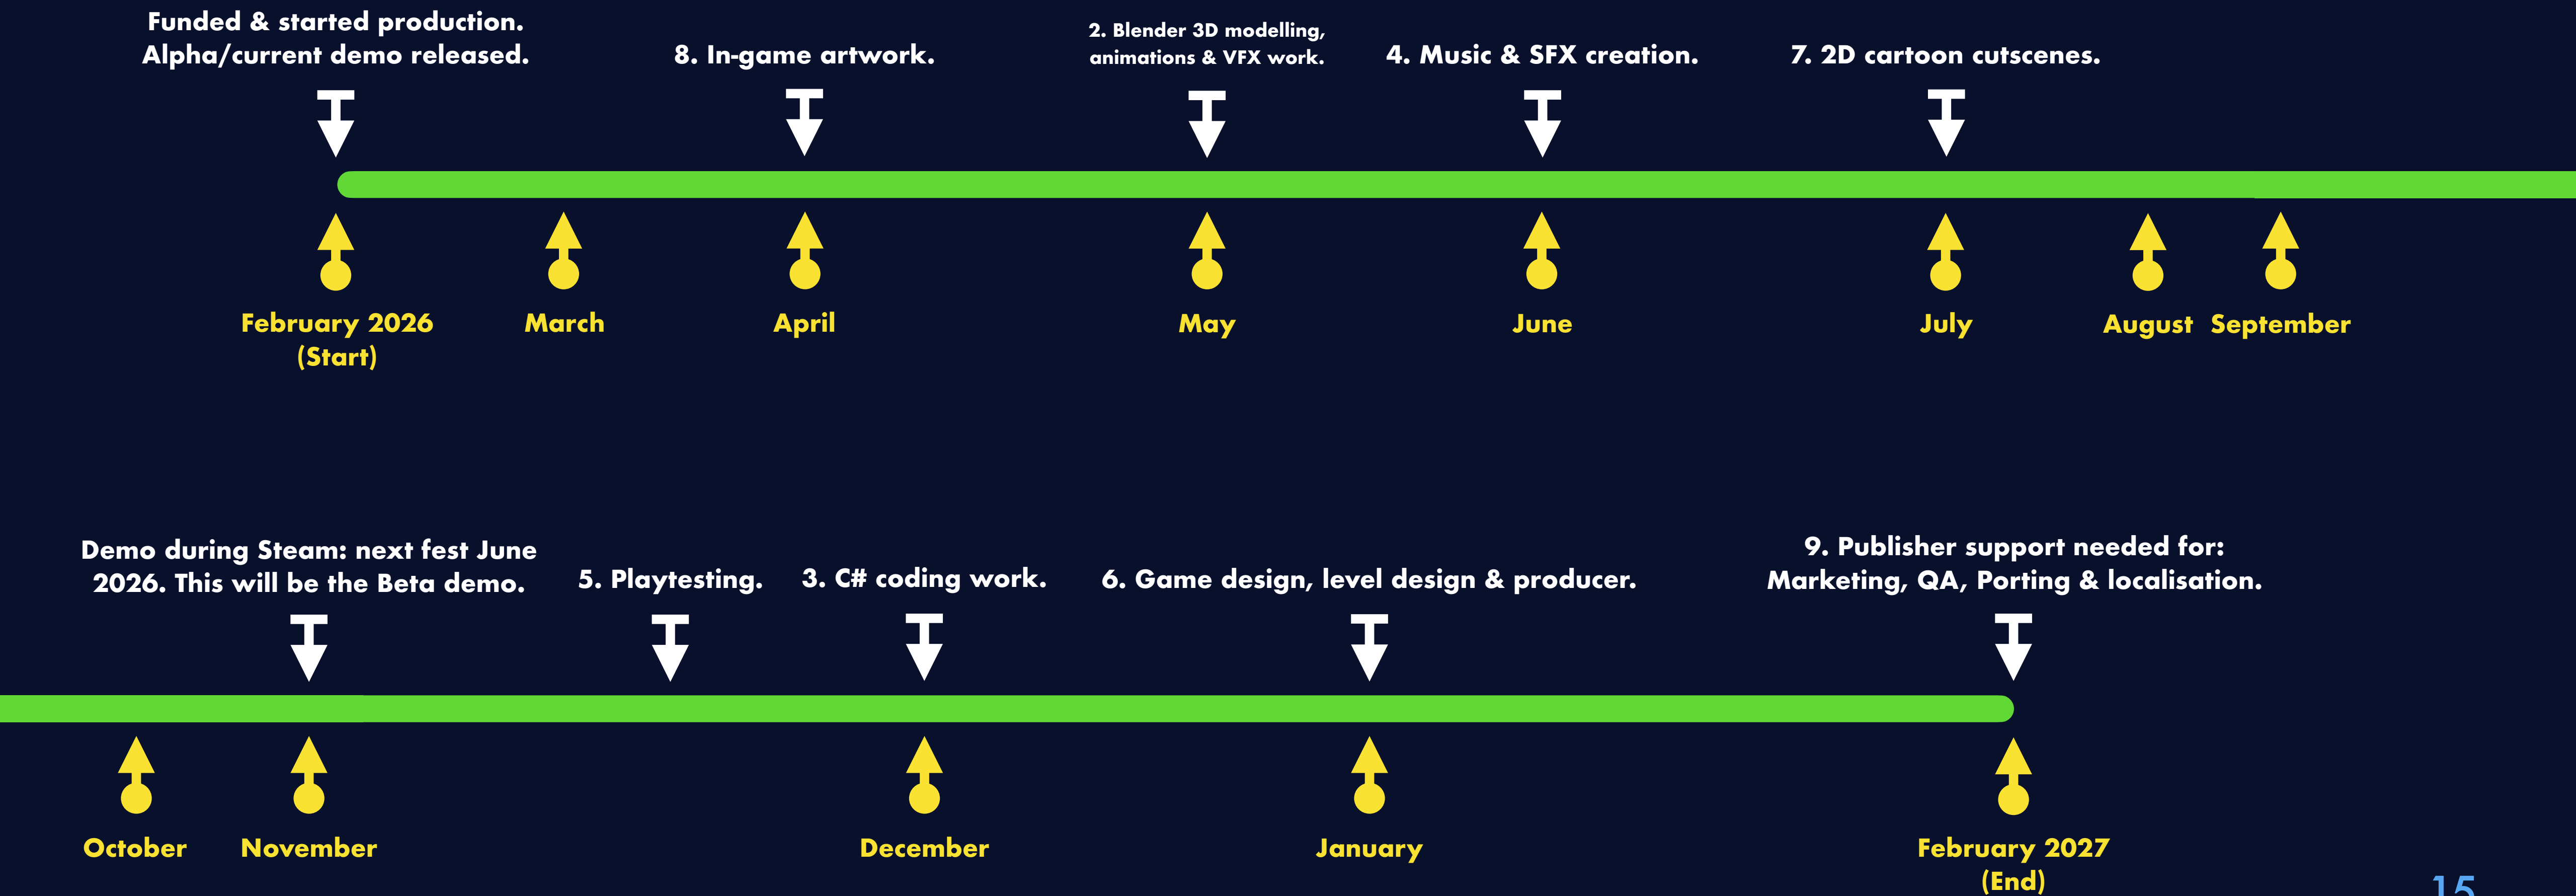 Funded & started production.
Alpha/current demo released.
8. In-game artwork.
2. Blender 3D modelling,
animations & VFX work.
4. Music & SFX creation.
7. 2D cartoon cutscenes.
February 2026
(Start)
March
April
May
June
July
August
September
Demo during Steam: next fest June
2026. This will be the Beta demo.
5. Playtesting.
3. C# coding work.
6. Game design, level design & producer.
9. Publisher support needed for:
Marketing, QA, Porting & localisation.
October
November
December
January
February 2027
(End)
15